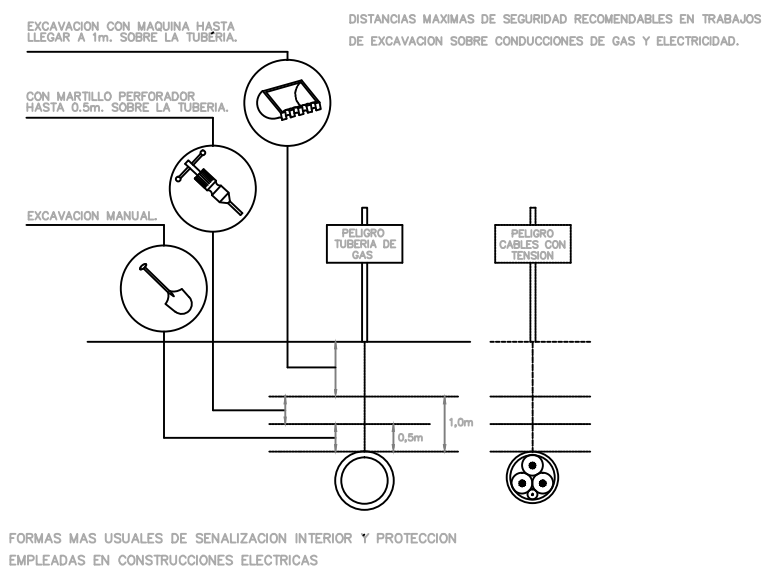 EXCAVACION CON MAQUINA HASTA
LLEGAR A 1m. SOBRE LA TUBERIA.
DISTANCIAS MAXIMAS DE SEGURIDAD RECOMENDABLES EN TRABAJOS
DE EXCAVACION SOBRE CONDUCCIONES DE GAS Y ELECTRICIDAD.
CON MARTILLO PERFORADOR
HASTA 0.5m. SOBRE LA TUBERIA.
EXCAVACION MANUAL.
PELIGRO
TUBERIA DE
GAS
PELIGRO
CABLES CON
TENSION
1,0m
0,5m
FORMAS MAS USUALES DE SENALIZACION INTERIOR Y PROTECCION
EMPLEADAS EN CONSTRUCCIONES ELECTRICAS